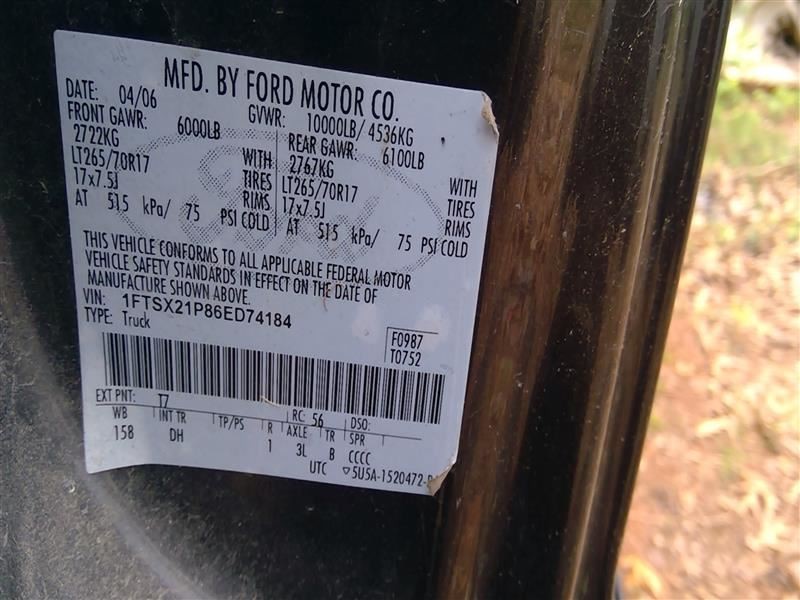 MFD. BY FORD MOTOR CO.
DATE: 04/06 GVWR: 10000LB/ 4536KG
FRONT GAWR: 6000LB REAR GAWR: 6100LB
2722KG WITH 2767KG WITH
LT265/70R17 TIRES LT265/70R17 TIRES
17x7.5J RIMS 17x7.5J RIMS
AT 515 kPa/ 75 PSI COLD AT 515 kPa/ 75 PSI COLD
THIS VEHICLE CONFORMS TO ALL APPLICABLE FEDERAL MOTOR
VEHICLE SAFETY STANDARDS IN EFFECT ON THE DATE OF
MANUFACTURE SHOWN ABOVE.
VIN: 1FTSX21P86ED74184
TYPE: Truck
F0987
T0752
EXT PNT: T7 RC: 56 DSO:
WB INT TR TP/PS R AXLE TR SPR
158 DH 1 3L B CCCC
UTC ▽5U5A-1520472-
Ford